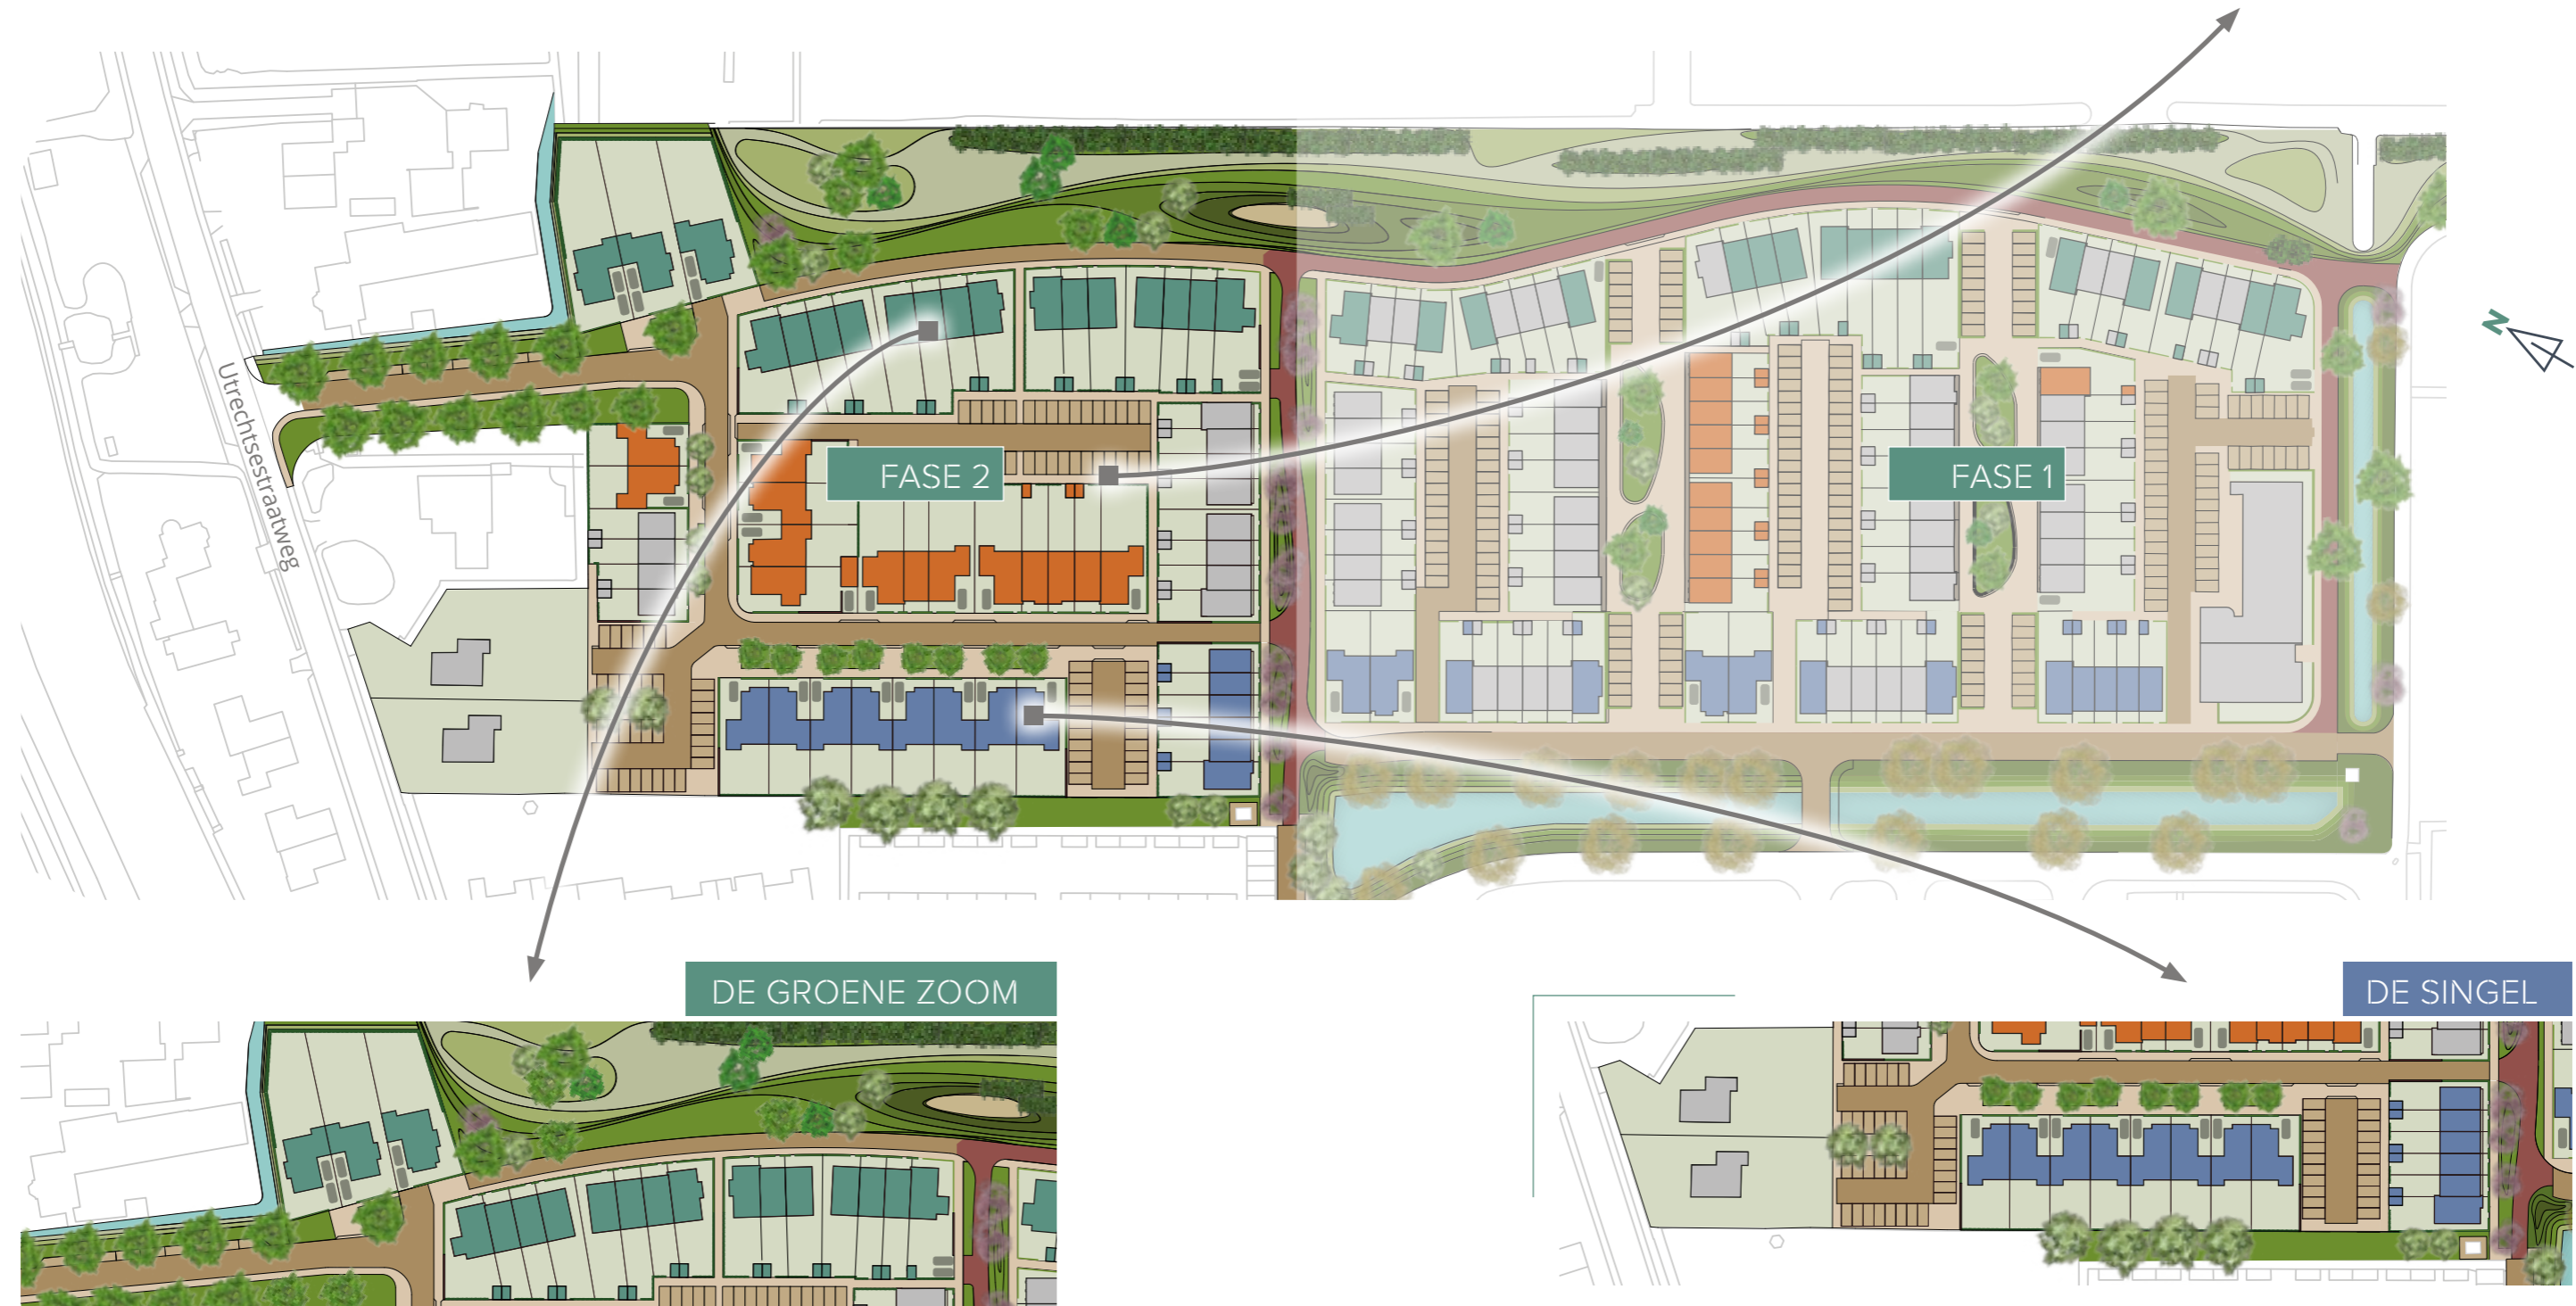 Utrechtsestraatweg
FASE 2
FASE 1
N
DE GROENE ZOOM
DE SINGEL